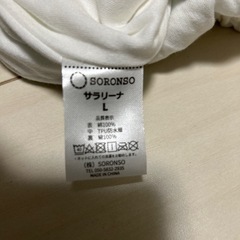 SORONSO
サラリーナ
L
品質表示
表 綿100%
中 TPU防水層
裏 綿100%
(株) SORONSO
MADE IN CHINA